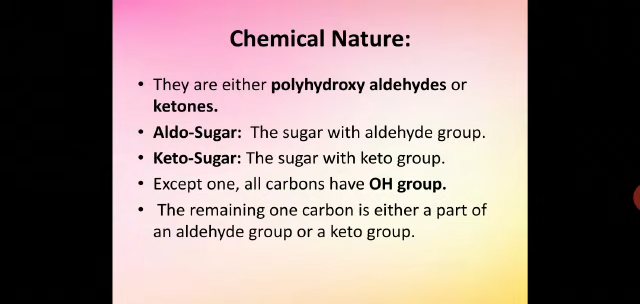 Chemical Nature:
• They are either polyhydroxy aldehydes or
ketones.
• Aldo-Sugar: The sugar with aldehyde group.
• Keto-Sugar: The sugar with keto group.
• Except one, all carbons have OH group.
• The remaining one carbon is either a part of
an aldehyde group or a keto group.